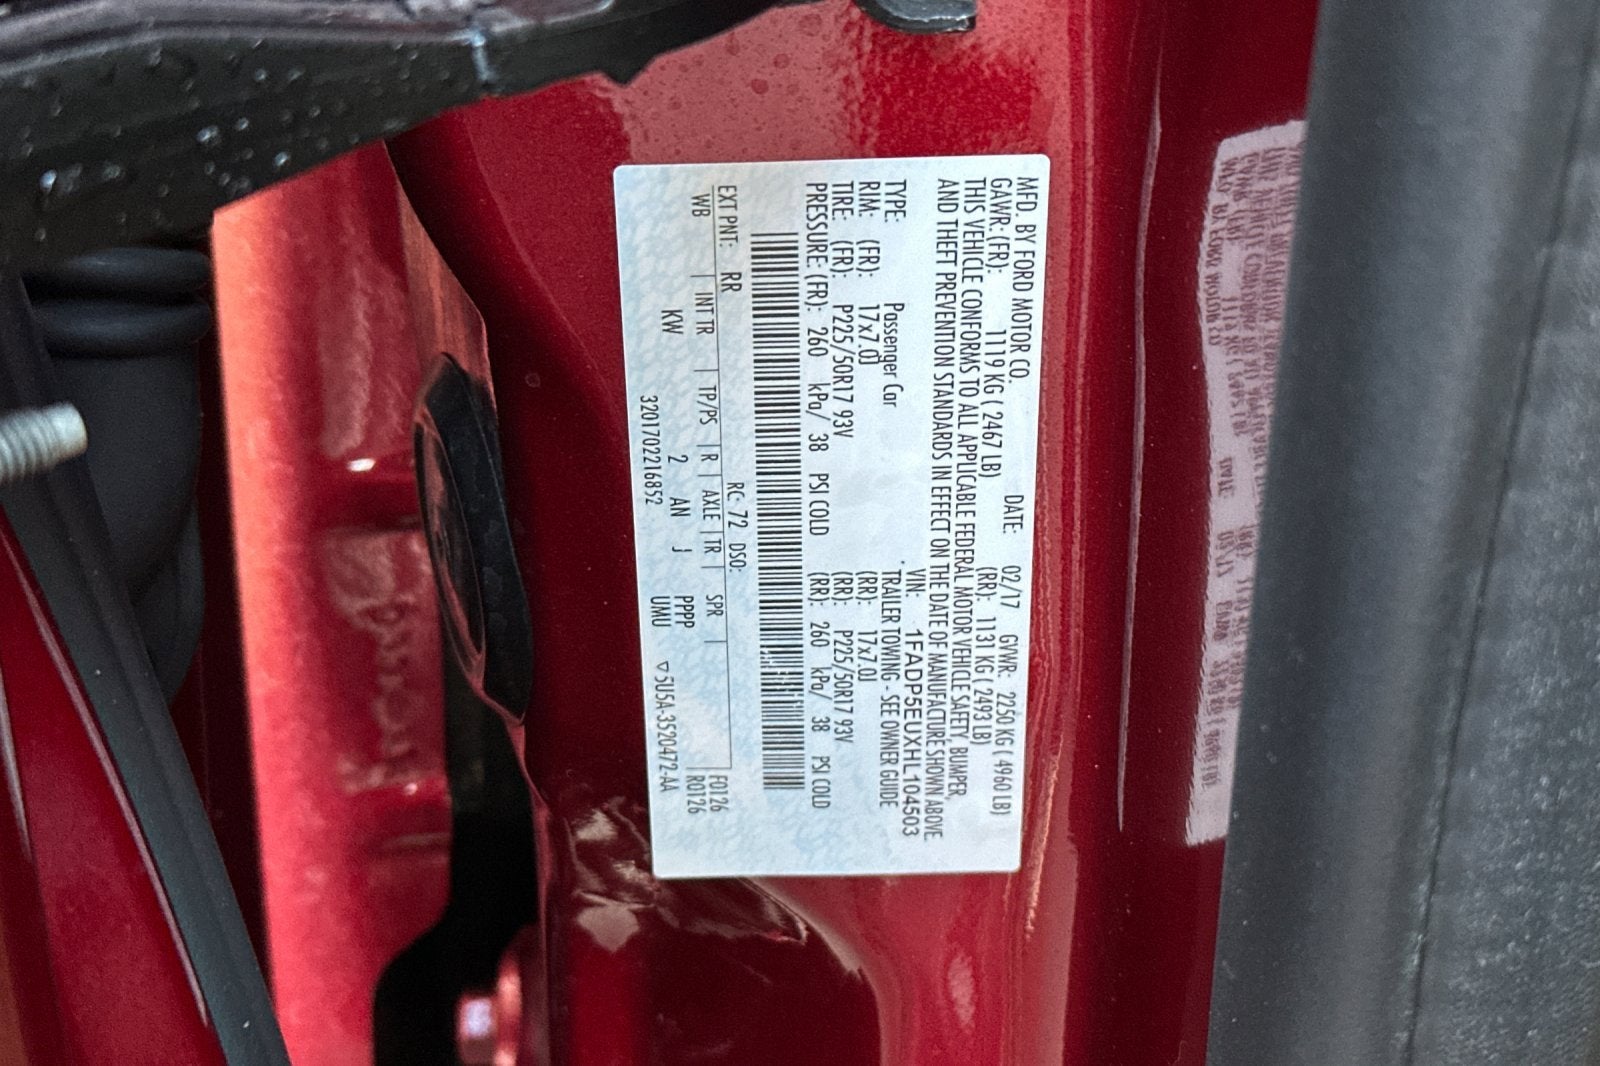 MFD. BY FORD MOTOR CO. DATE: 02/17 GVWR: 2250 KG ( 4960 LB)
GAWR: (FR): 1119 KG ( 2467 LB) (RR): 1131 KG ( 2493 LB)
THIS VEHICLE CONFORMS TO ALL APPLICABLE FEDERAL MOTOR VEHICLE SAFETY, BUMPER,
AND THEFT PREVENTION STANDARDS IN EFFECT ON THE DATE OF MANUFACTURE SHOWN ABOVE.
VIN: 1FADP5EUXHL104503
TYPE: Passenger Car . TRAILER TOWING - SEE OWNER GUIDE
RIM: (FR): 17x7.0J (RR): 17x7.0J
TIRE: (FR): P225/50R17 93V (RR): P225/50R17 93V
PRESSURE: (FR): 260 kPa/ 38 PSI COLD (RR): 260 kPa/ 38 PSI COLD
EXT PNT: RR RC: 72 DSO: F0126
WB | INT TR | TP/PS | R | AXLE | TR | SPR | R0126
KW 2 AN J PPPP
3201702216852 UMU ▽5U5A-3520472-AA